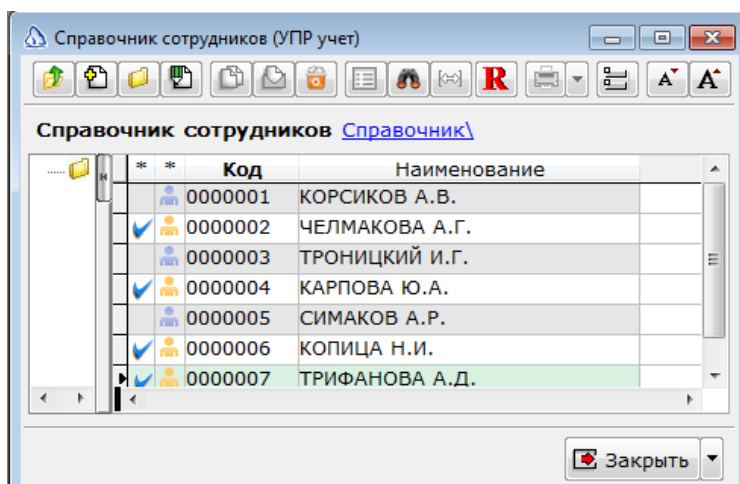 Справочник сотрудников (УПР учет)
R A A
Справочник сотрудников Справочник\
* * Код Наименование
0000001 КОРСИКОВ А.В.
0000002 ЧЕЛМАКОВА А.Г.
0000003 ТРОНИЦКИЙ И.Г.
0000004 КАРПОВА Ю.А.
0000005 СИМАКОВ А.Р.
0000006 КОПИЦА Н.И.
0000007 ТРИФАНОВА А.Д.
Закрыть